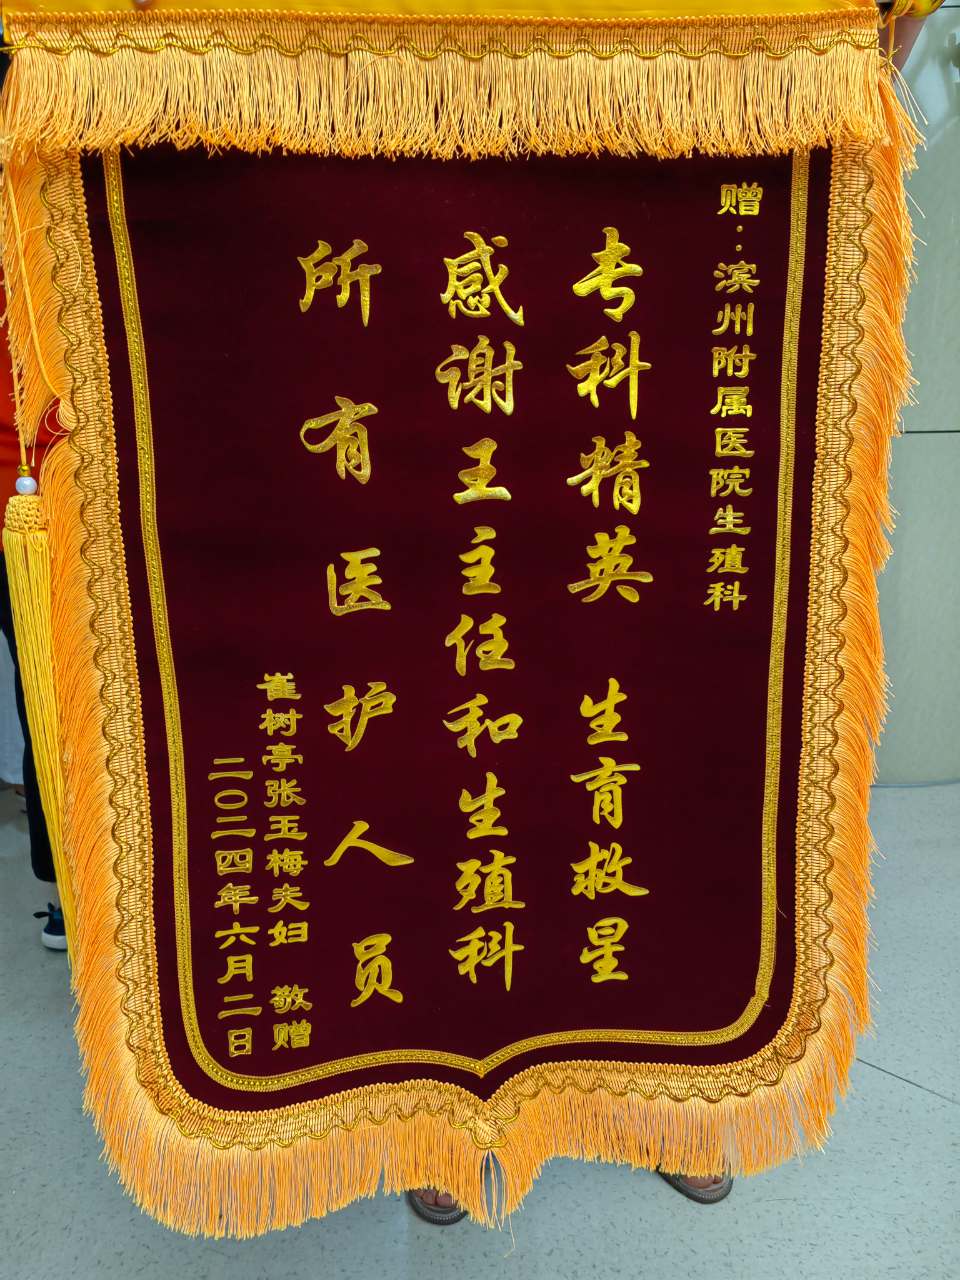 赠：滨州附属医院生殖科
专科精英 生育救星
感谢王主任和生殖科
所有医护人员
崔树亭张玉梅夫妇 敬赠
二〇二四年六月二日